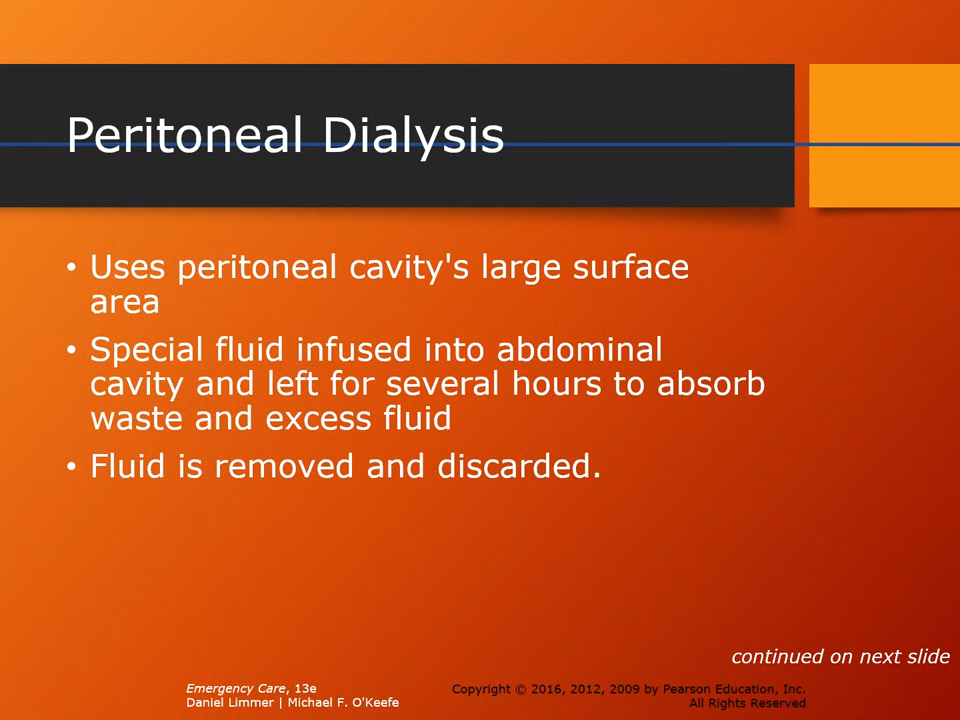 Peritoneal Dialysis
• Uses peritoneal cavity's large surface
area
• Special fluid infused into abdominal
cavity and left for several hours to absorb
waste and excess fluid
• Fluid is removed and discarded.
continued on next slide
Emergency Care, 13e
Daniel Limmer | Michael F. O'Keefe
Copyright © 2016, 2012, 2009 by Pearson Education, Inc.
All Rights Reserved